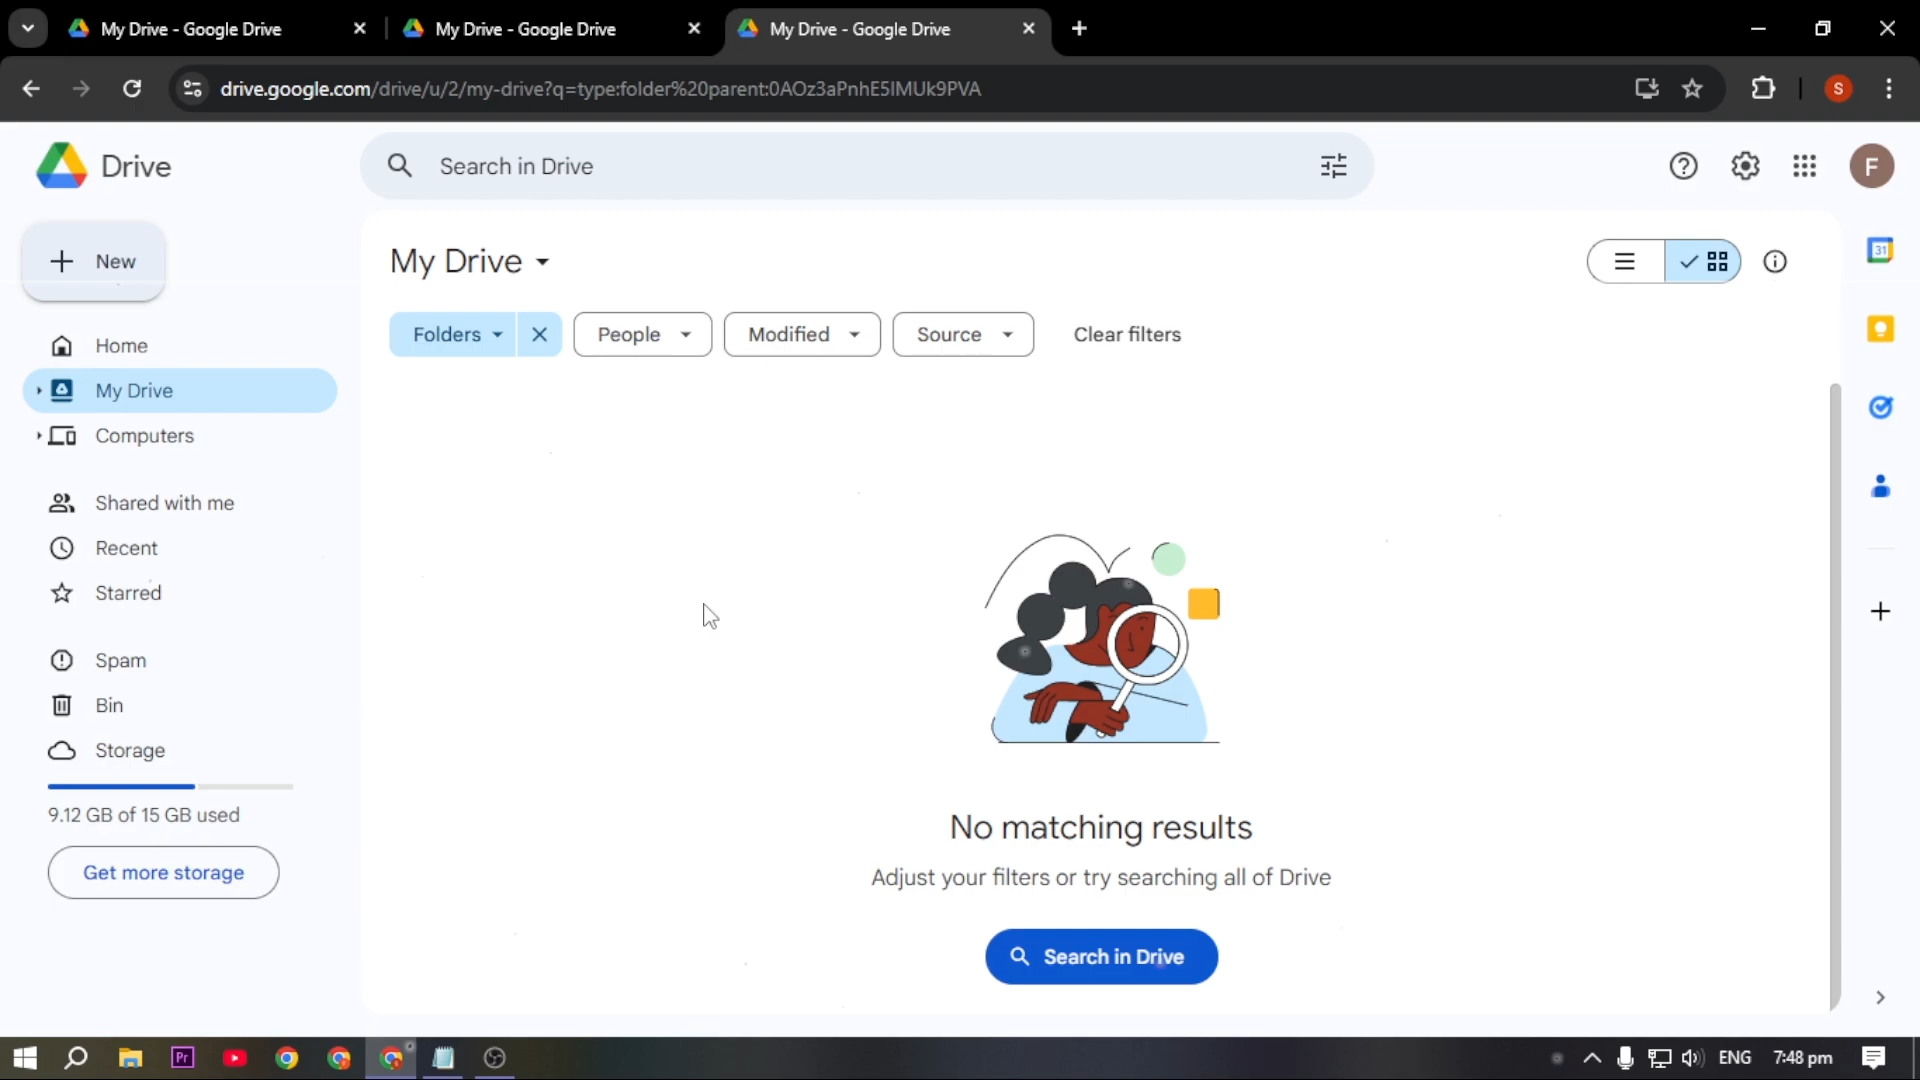 My Drive - Google Drive
My Drive - Google Drive
My Drive - Google Drive
drive.google.com/drive/u/2/my-drive?q=type:folder%20parent:0AOz3aPnhE5IMUk9PVA
S
Drive
Search in Drive
F
New
My Drive
31
Folders
People
Modified
Source
Clear filters
Home
My Drive
Computers
Shared with me
Recent
Starred
Spam
Bin
Storage
9.12 GB of 15 GB used
Get more storage
No matching results
Adjust your filters or try searching all of Drive
Search in Drive
Pr
ENG
7:48 pm